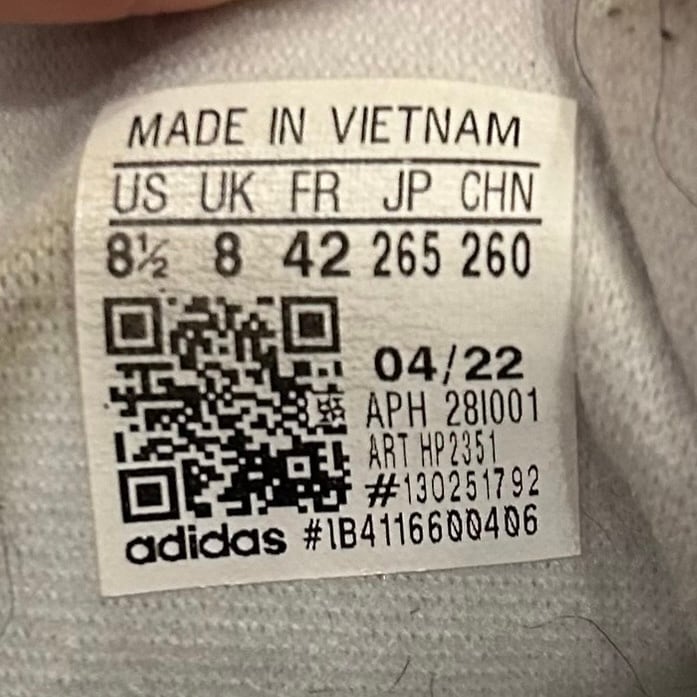 MADE IN VIETNAM
US UK FR JP CHN
8½ 8 42 265 260
04/22
APH 28I001
ART HP2351
#130251792
adidas #1B4116600406